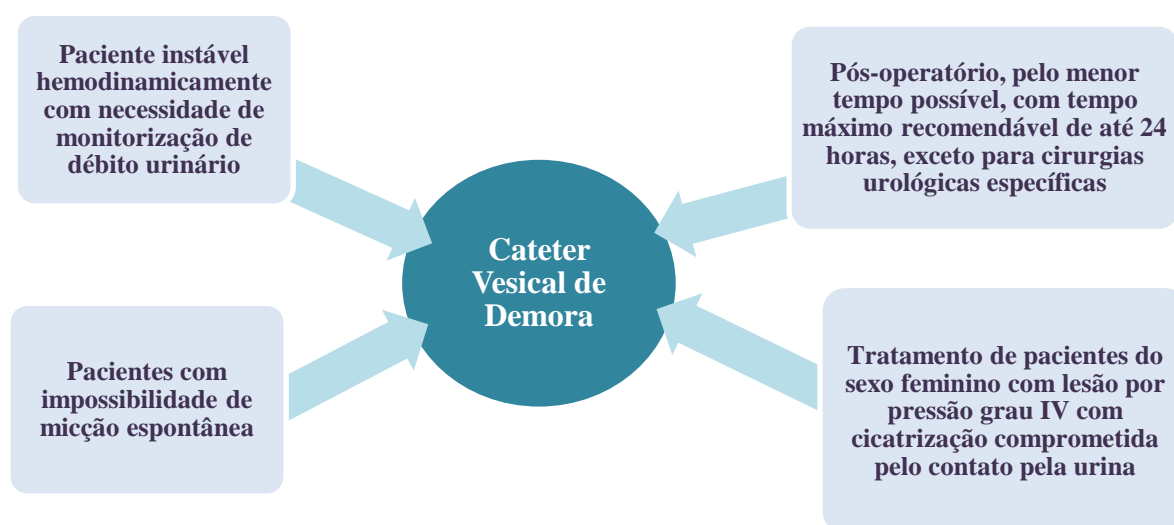 Paciente instável
hemodinamicamente
com necessidade de
monitorização de
débito urinário
Pós-operatório, pelo menor
tempo possível, com tempo
máximo recomendável de até 24
horas, exceto para cirurgias
urológicas específicas
Cateter
Vesical de
Demora
Pacientes com
impossibilidade de
micção espontânea
Tratamento de pacientes do
sexo feminino com lesão por
pressão grau IV com
cicatrização comprometida
pelo contato pela urina